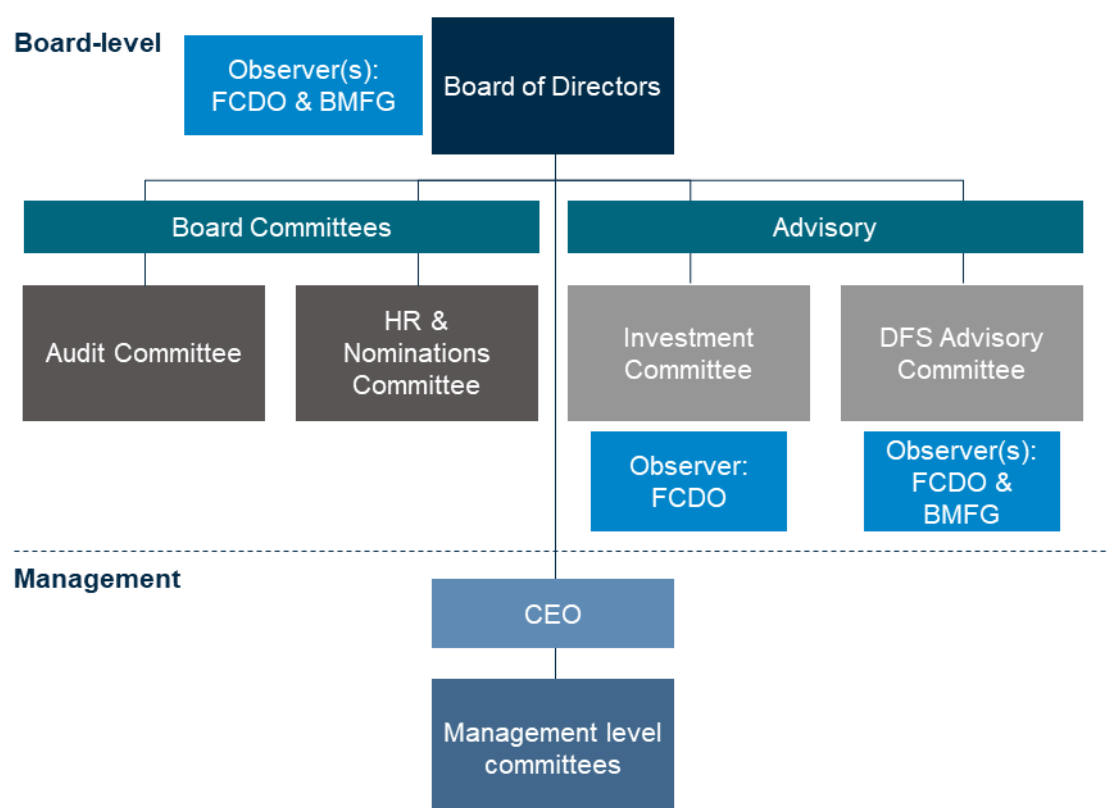 Board-level
Observer(s):
FCDO & BMFG
Board of Directors
Board Committees
Advisory
Audit Committee
HR &
Nominations
Committee
Investment
Committee
DFS Advisory
Committee
Observer:
FCDO
Observer(s):
FCDO &
BMFG
Management
CEO
Management level
committees